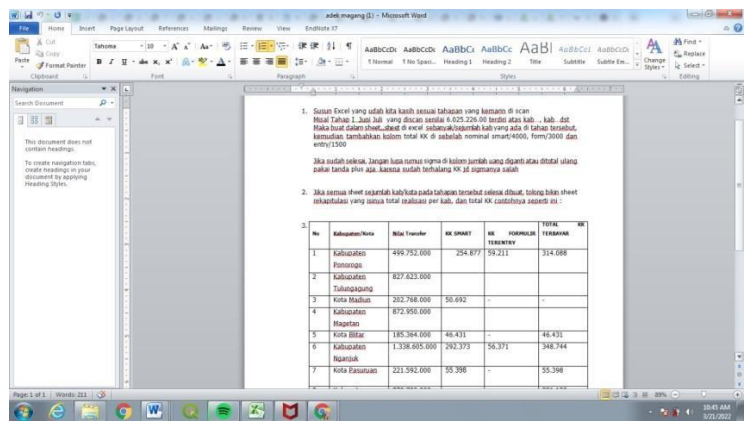 adek magang (1) - Microsoft Word
File Home Insert Page Layout References Mailings Review View EndNote X7
Cut
Copy
Paste
Format Painter
Clipboard
Tahoma 10
Font
Paragraph
AaBbCcDc AaBbCcDc AaBbCc AaBbCc AaBl AaBbCcI AaBbCcDc
¶ Normal ¶ No Spaci... Heading 1 Heading 2 Title Subtitle Subtle Em...
Change
Styles
Styles
Find
Replace
Select
Editing
Navigation
Search Document
This document does not
contain headings.
To create navigation tabs,
create headings in your
document by applying
Heading Styles.
1. Susun Excel yang udah kita kasih sesuai tahapan yang kemarin di scan
Misal Tahap 1 Juni Juli yang discan senilai 6.025.226.00 terdiri atas kab .., kab ..dst
Maka buat dalam sheet..sheet di excel sebanyak/sejumlah kab yang ada di tahap tersebut,
kemudian tambahkan kolom total KK di sebelah nominal smart/4000, form/3000 dan
entry/1500
Jika sudah selesai, Jangan lupa rumus sigma di kolom jumlah uang diganti atau ditotal ulang
pakai tanda plus aja karena sudah terhalang KK jd sigmanya salah
2. Jika semua sheet sejumlah kab/kota pada tahapan tersebut selesai dibuat, tolong bikin sheet
rekapitulasi yang isinya total realisasi per kab, dan total KK contohnya seperti ini :
3.
No Kabupaten/Kota Nilai Transfer KK SMART KK FORMULIR TERENTRY TOTAL KK TERBAYAR
1 Kabupaten Ponorogo 499.752.000 254.877 59.211 314.088
2 Kabupaten Tulungagung 827.623.000
3 Kota Madiun 202.768.000 50.692 - -
4 Kabupaten Magetan 872.950.000
5 Kota Blitar 185.364.000 46.431 - 46.431
6 Kabupaten Nganjuk 1.338.605.000 292.373 56.371 348.744
7 Kota Pasuruan 221.592.000 55.398 - 55.398
Page: 1 of 1 Words: 211 89%
10:45 AM
3/21/2022